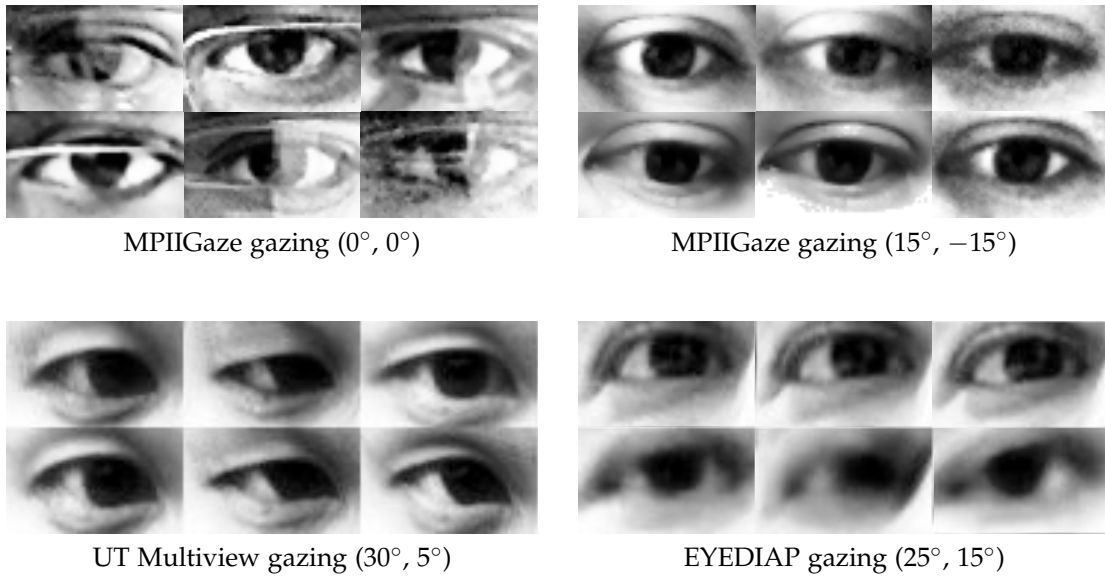 MPIIGaze gazing (0°, 0°)
MPIIGaze gazing (15°, −15°)
UT Multiview gazing (30°, 5°)
EYEDIAP gazing (25°, 15°)